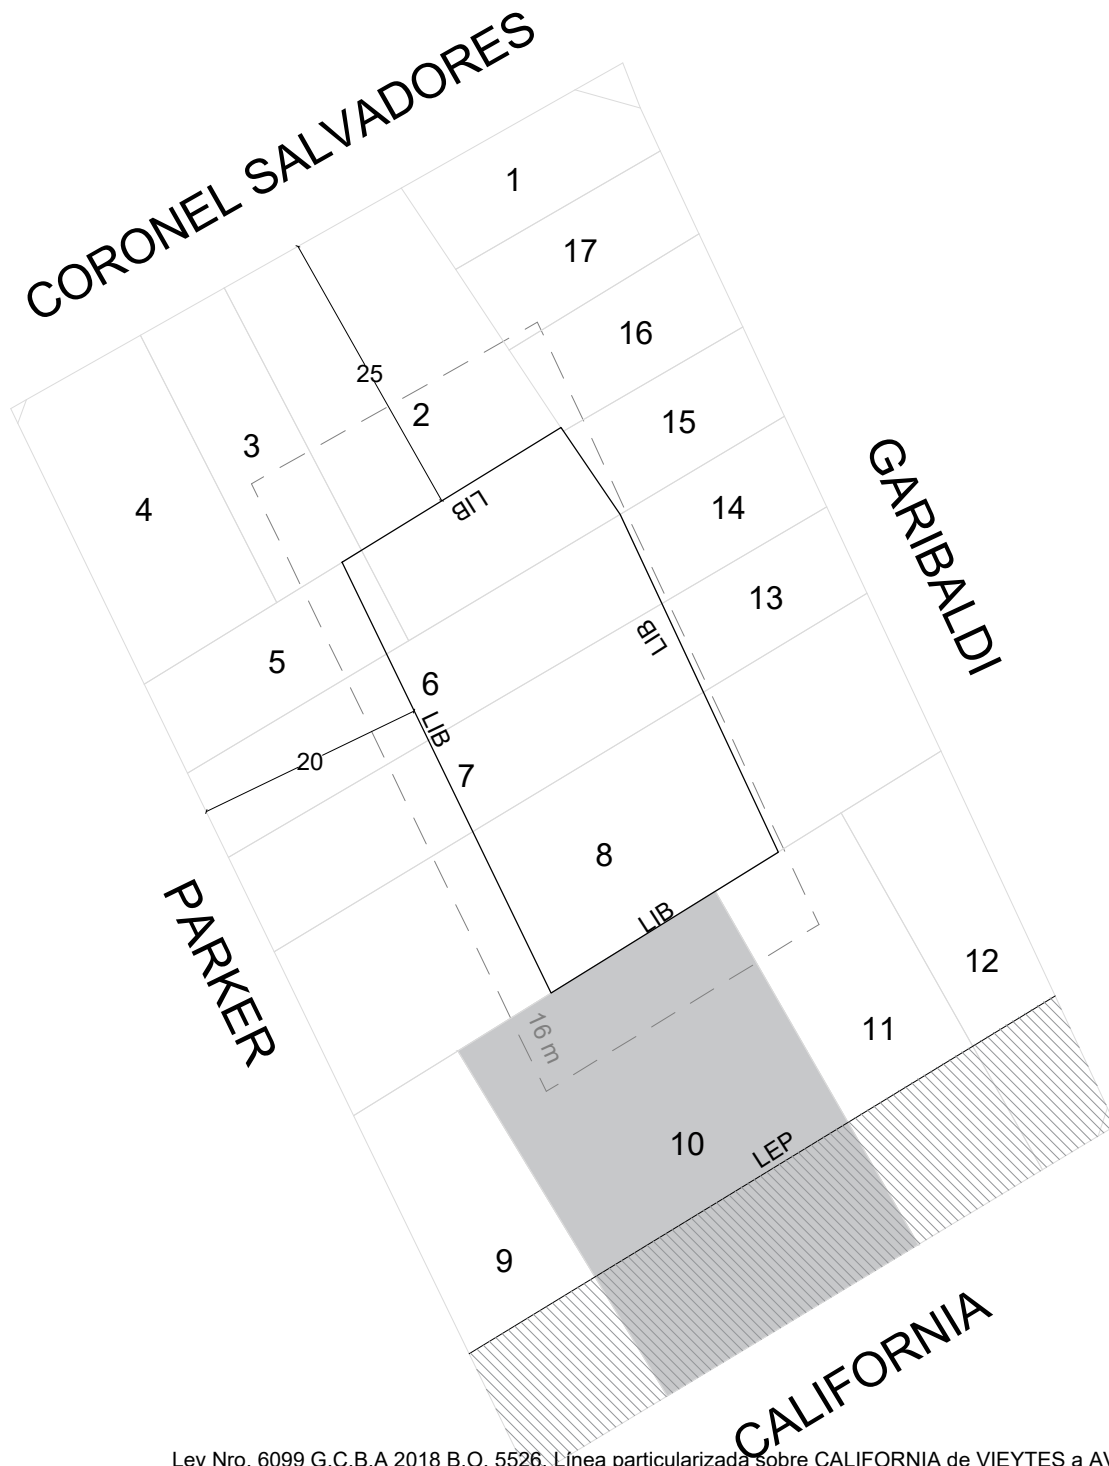 CORONEL SALVADORES
1
17
16
25
2
15
3
4
GARIBALDI
LIB
14
13
LIB
5
6
LIB
20
7
8
PARKER
LIB
12
16 m
11
10
LEP
9
CALIFORNIA
Ley Nro. 6099 G.C.B.A 2018 B.O. 5526. Línea particularizada sobre CALIFORNIA de VIEYTES a AV